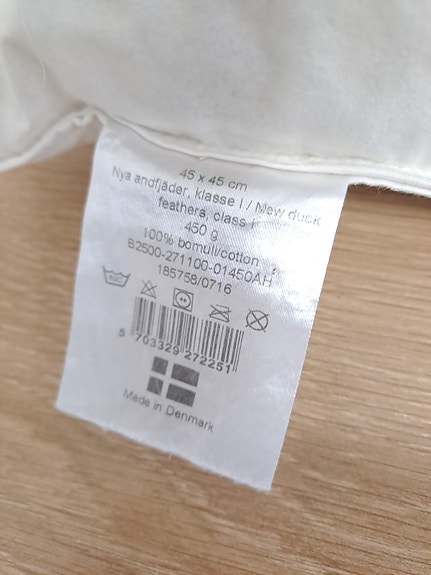 45 x 45 cm
Nya andfjäder, klasse I / Mew duck
feathers, class I
450 g
100% bomull/cotton
B2500-271100-01450AH
185758/0716
5 703329 272251
Made in Denmark